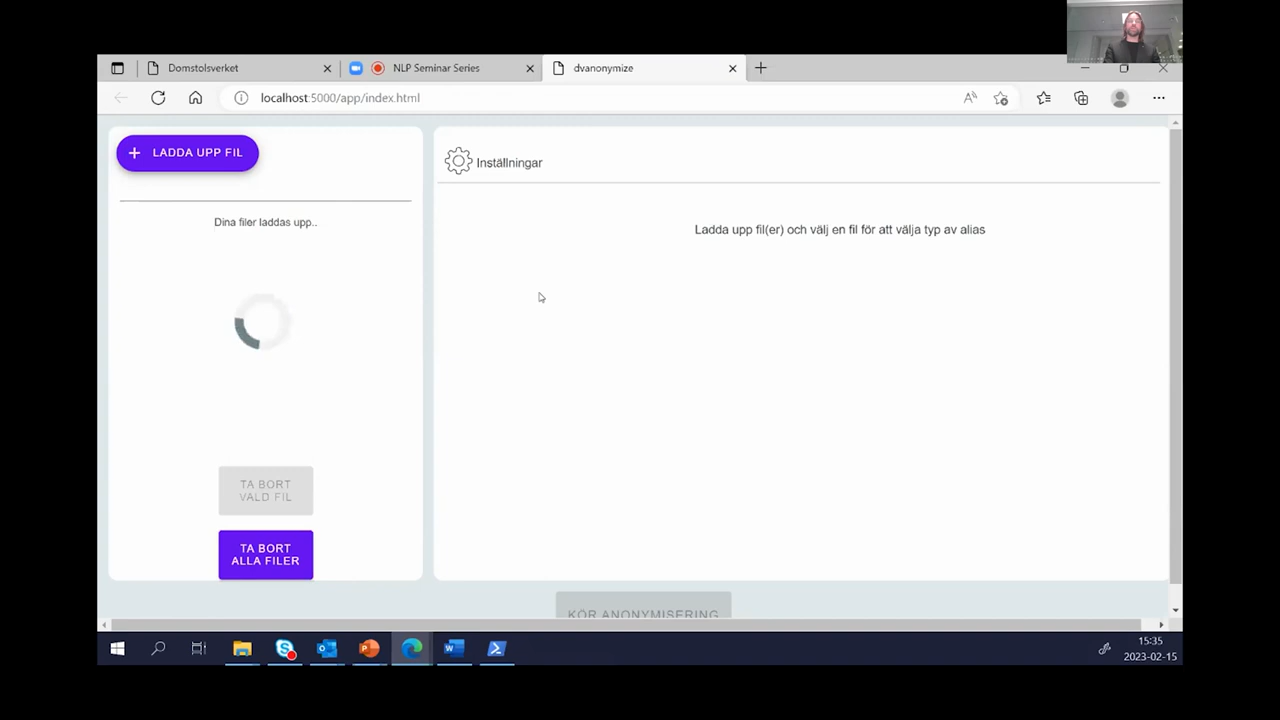 Domstolsverket
NLP Seminar Series
dvanonymize
localhost:5000/app/index.html
+ LADDA UPP FIL
Inställningar
Dina filer laddas upp..
Ladda upp fil(er) och välj en fil för att välja typ av alias
TA BORT
VALD FIL
TA BORT
ALLA FILER
KÖR ANONYMISERING
15:35
2023-02-15